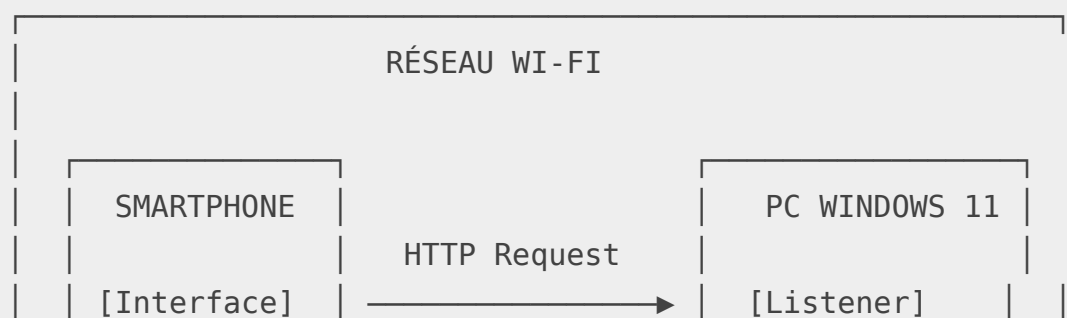 RÉSEAU WI-FI
SMARTPHONE PC WINDOWS 11
HTTP Request
[Interface] [Listener]